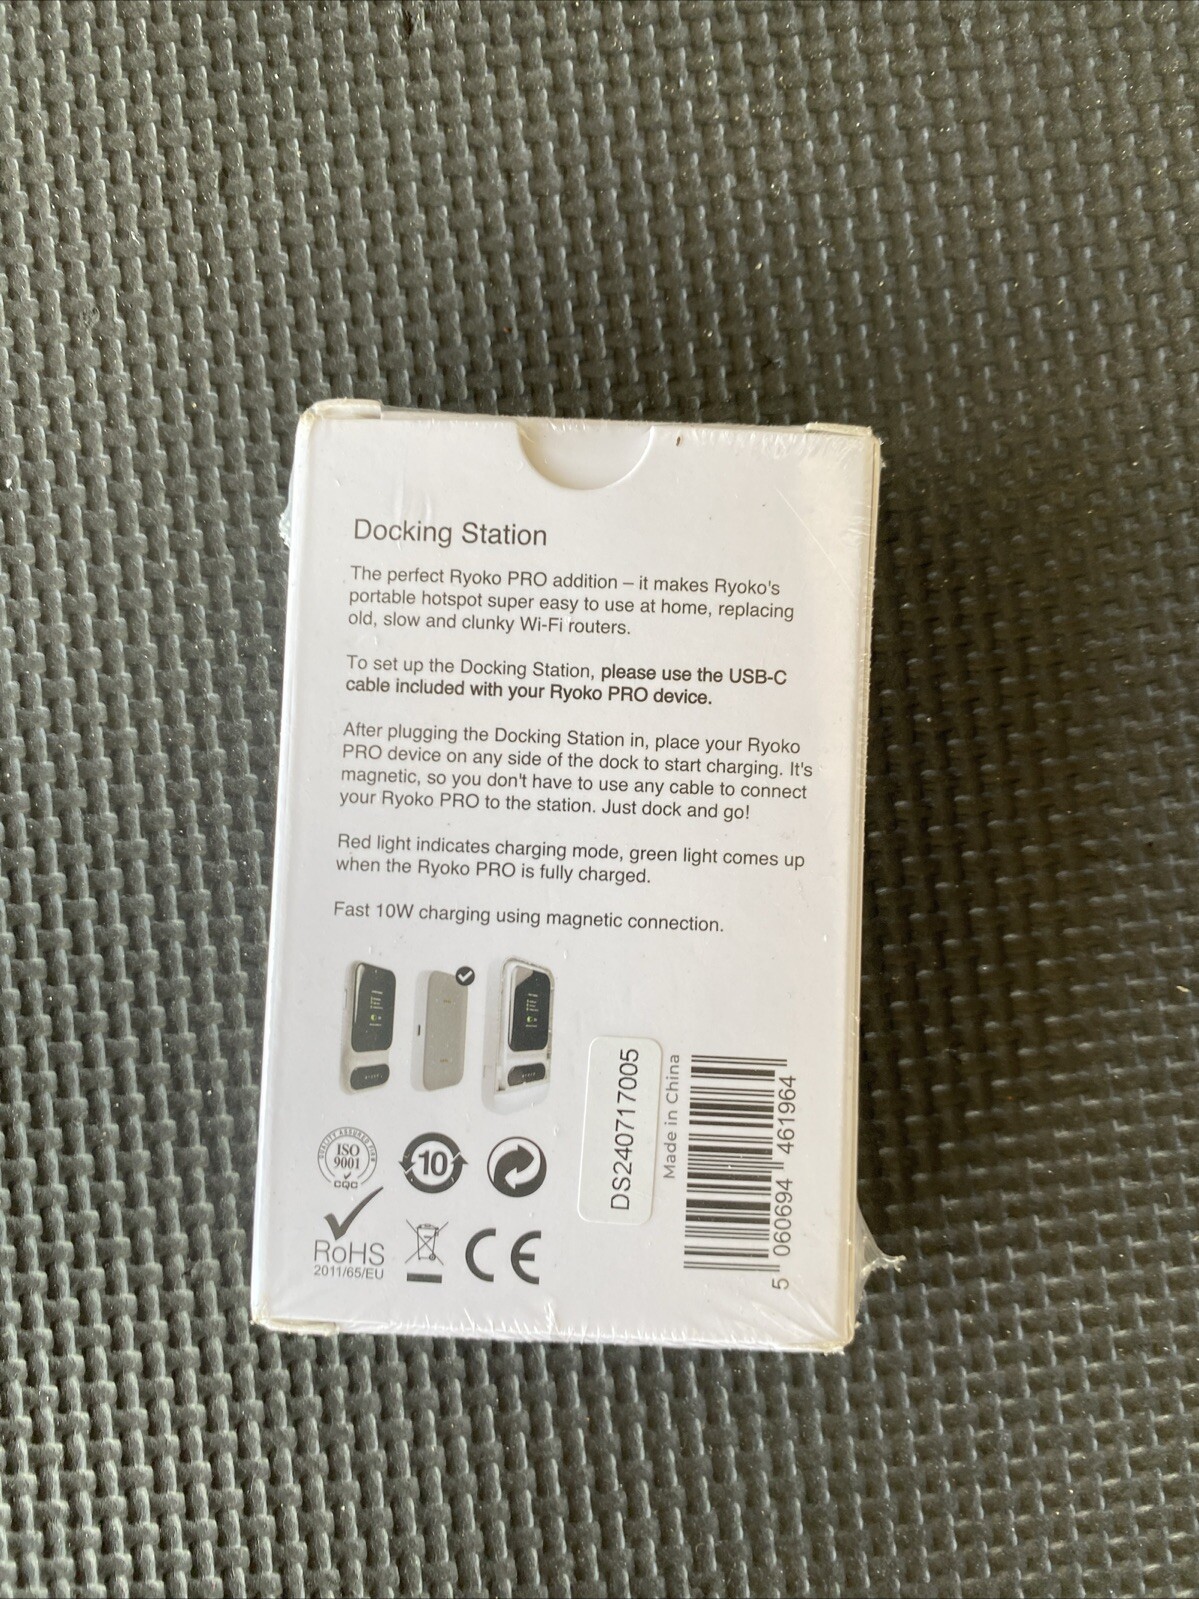 Docking Station
The perfect Ryoko PRO addition – it makes Ryoko's
portable hotspot super easy to use at home, replacing
old, slow and clunky Wi-Fi routers.
To set up the Docking Station, please use the USB-C
cable included with your Ryoko PRO device.
After plugging the Docking Station in, place your Ryoko
PRO device on any side of the dock to start charging. It's
magnetic, so you don't have to use any cable to connect
your Ryoko PRO to the station. Just dock and go!
Red light indicates charging mode, green light comes up
when the Ryoko PRO is fully charged.
Fast 10W charging using magnetic connection.
QUALITY ASSURED FIRM
ISO
9001
CQC
10
RoHS
2011/65/EU
CE
DS240717005
Made in China
5 060694 461964